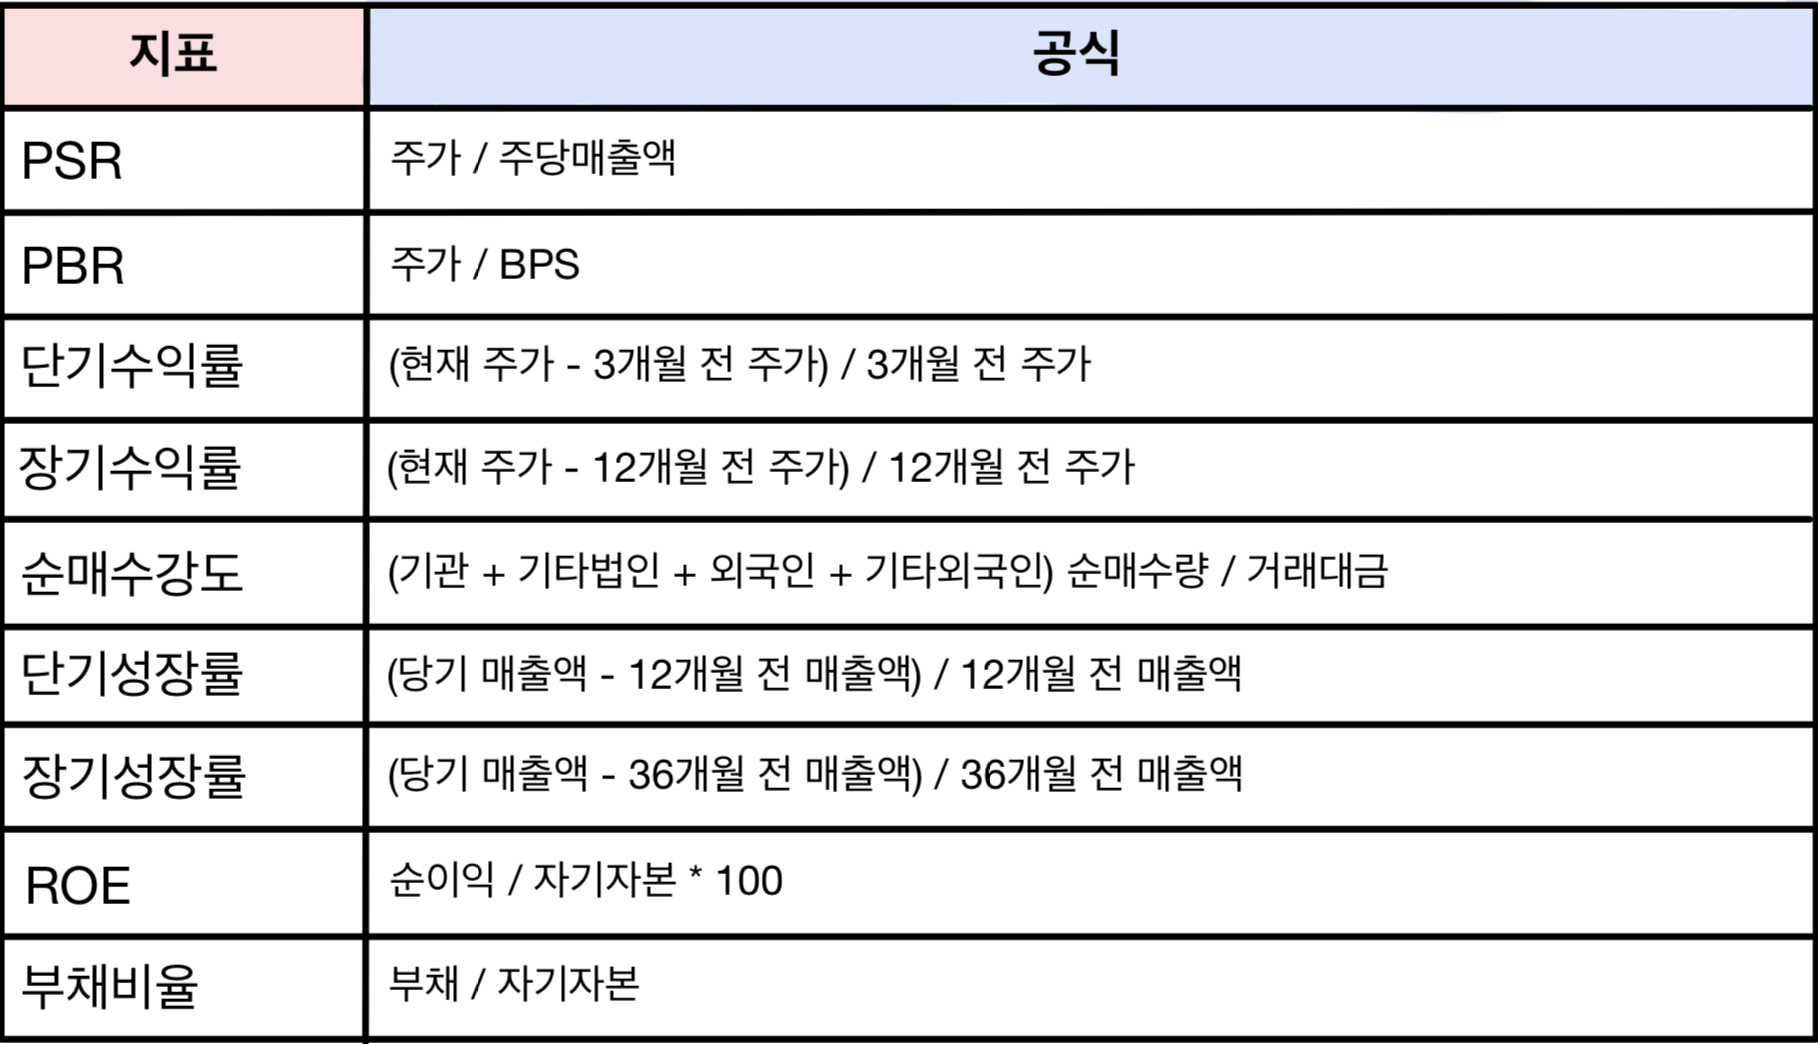 지표 공식
PSR 주가 / 주당매출액
PBR 주가 / BPS
단기수익률 (현재 주가 - 3개월 전 주가) / 3개월 전 주가
장기수익률 (현재 주가 - 12개월 전 주가) / 12개월 전 주가
순매수강도 (기관 + 기타법인 + 외국인 + 기타외국인) 순매수량 / 거래대금
단기성장률 (당기 매출액 - 12개월 전 매출액) / 12개월 전 매출액
장기성장률 (당기 매출액 - 36개월 전 매출액) / 36개월 전 매출액
ROE 순이익 / 자기자본 * 100
부채비율 부채 / 자기자본